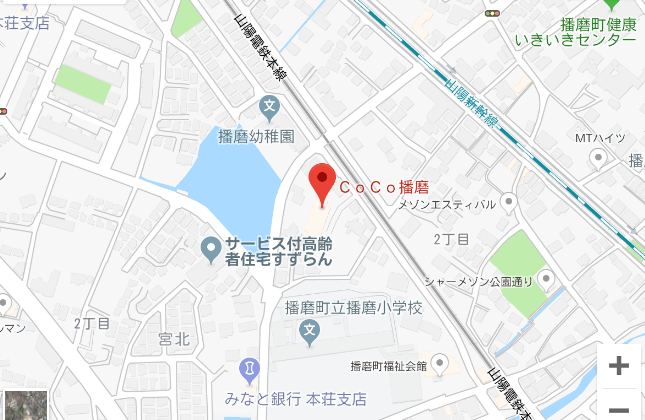 本荘支店
山陽電鉄本線
播磨町健康
いきいきセンター
山陽新幹線
播磨幼稚園
MTハイツ
CoCo播磨
メゾンエスティバル
2丁目
サービス付高齢
者住宅すずらん
シャーメゾン公園通り
播磨町立播磨小学校
2丁目
宮北
播磨町福祉会館
みなと銀行 本荘支店
山陽電鉄本
+
−